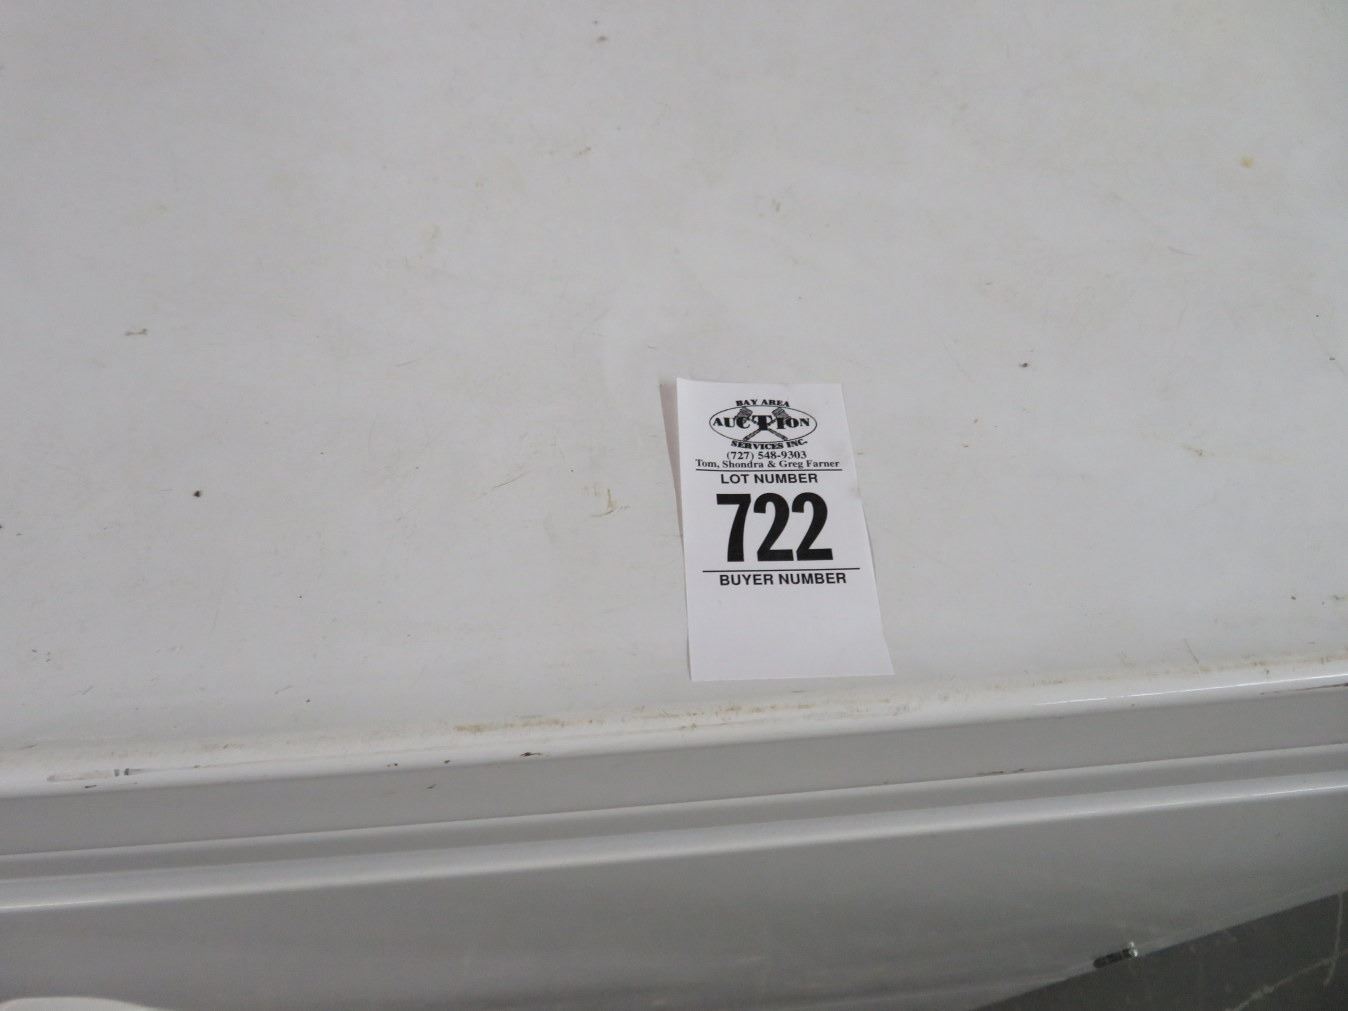 BAY AREA
AUCTION
SERVICES INC.
(727) 548-9303
Tom, Shondra & Greg Farner
LOT NUMBER
722
BUYER NUMBER